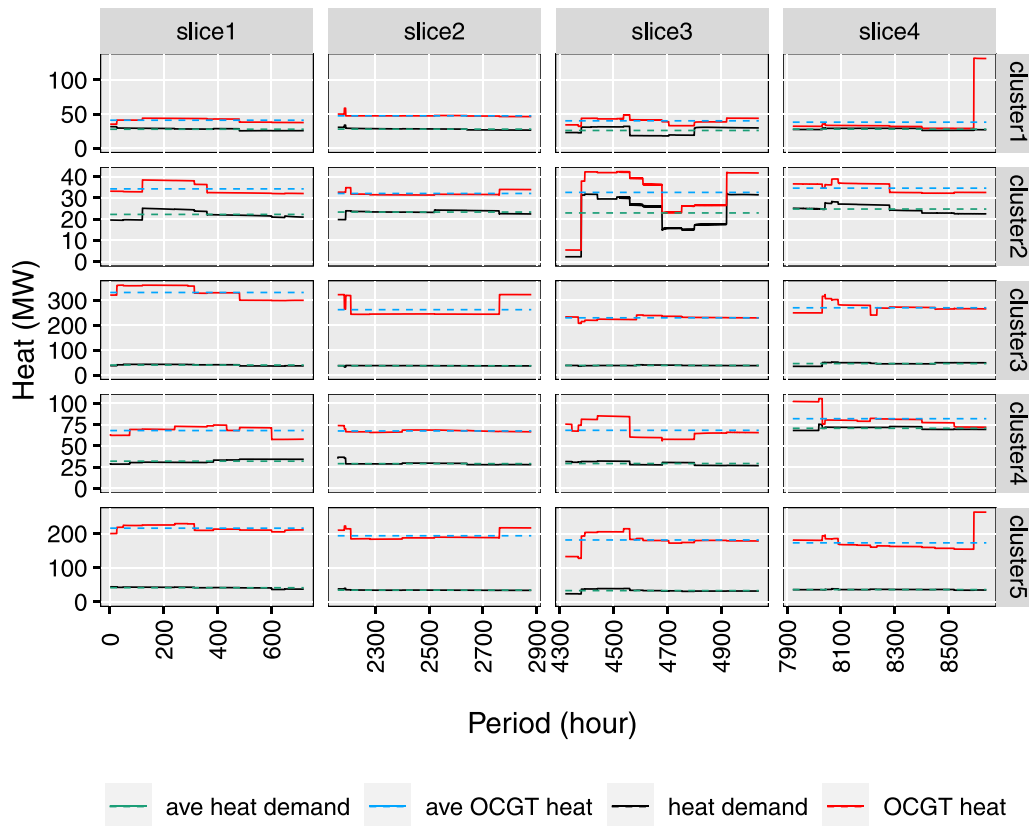 slice1 slice2 slice3 slice4
100
50
0
cluster1
40
30
20
10
0
cluster2
300
200
100
0
cluster3
100
75
50
25
0
cluster4
200
100
0
cluster5
Heat (MW)
0 200 400 600 2300 2500 2700 2900 4300 4500 4700 4900 7900 8100 8300 8500
Period (hour)
ave heat demand ave OCGT heat heat demand OCGT heat